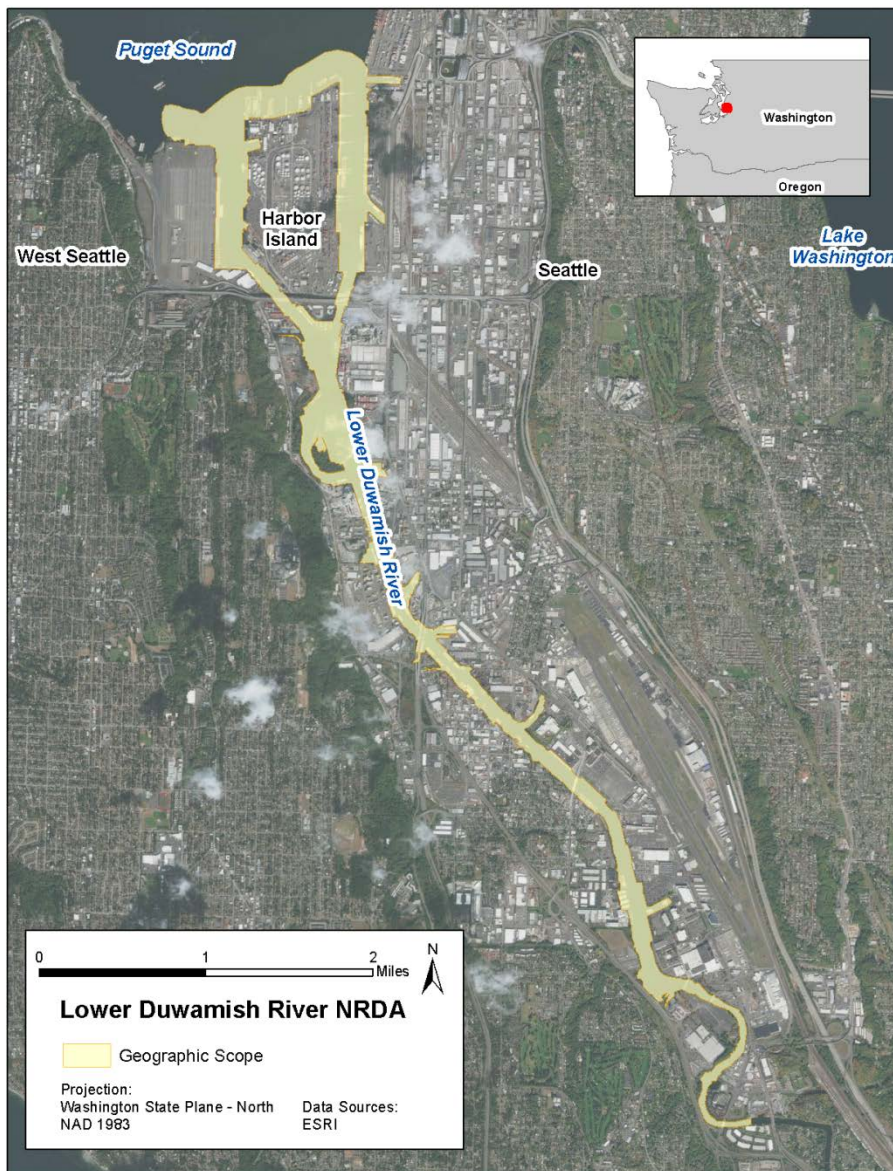 Puget Sound
Washington
Oregon
Harbor
Island
West Seattle
Seattle
Lake
Washington
Lower Duwamish River
0 1 2
Miles
N
Lower Duwamish River NRDA
Geographic Scope
Projection:
Washington State Plane - North
NAD 1983
Data Sources:
ESRI